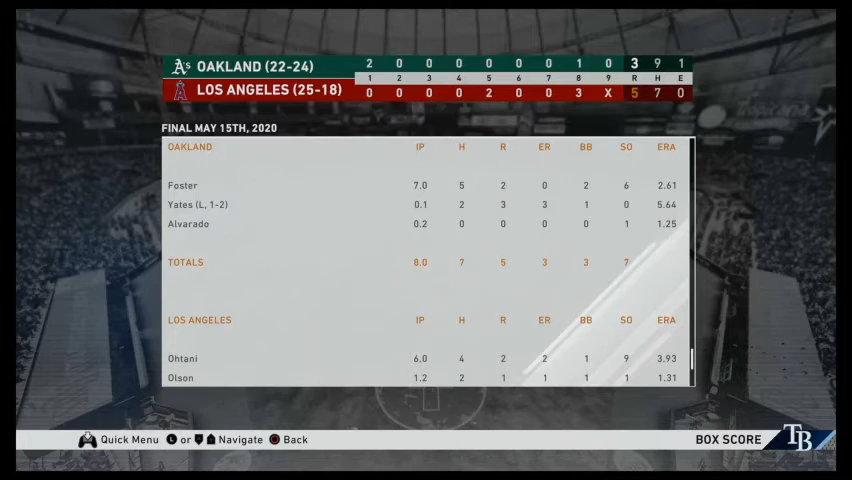 A's OAKLAND (22-24) 2 0 0 0 0 0 0 1 0 3 9 1
1 2 3 4 5 6 7 8 9 R H E
A LOS ANGELES (25-18) 0 0 0 0 2 0 0 3 X 5 7 0
FINAL MAY 15TH, 2020
OAKLAND IP H R ER BB SO ERA
Foster 7.0 5 2 0 2 6 2.61
Yates (L, 1-2) 0.1 2 3 3 1 0 5.64
Alvarado 0.2 0 0 0 0 1 1.25
TOTALS 8.0 7 5 3 3 7
LOS ANGELES IP H R ER BB SO ERA
Ohtani 6.0 4 2 2 1 9 3.93
Olson 1.2 2 1 1 1 1 1.31
Quick Menu L or Navigate Back BOX SCORE TB